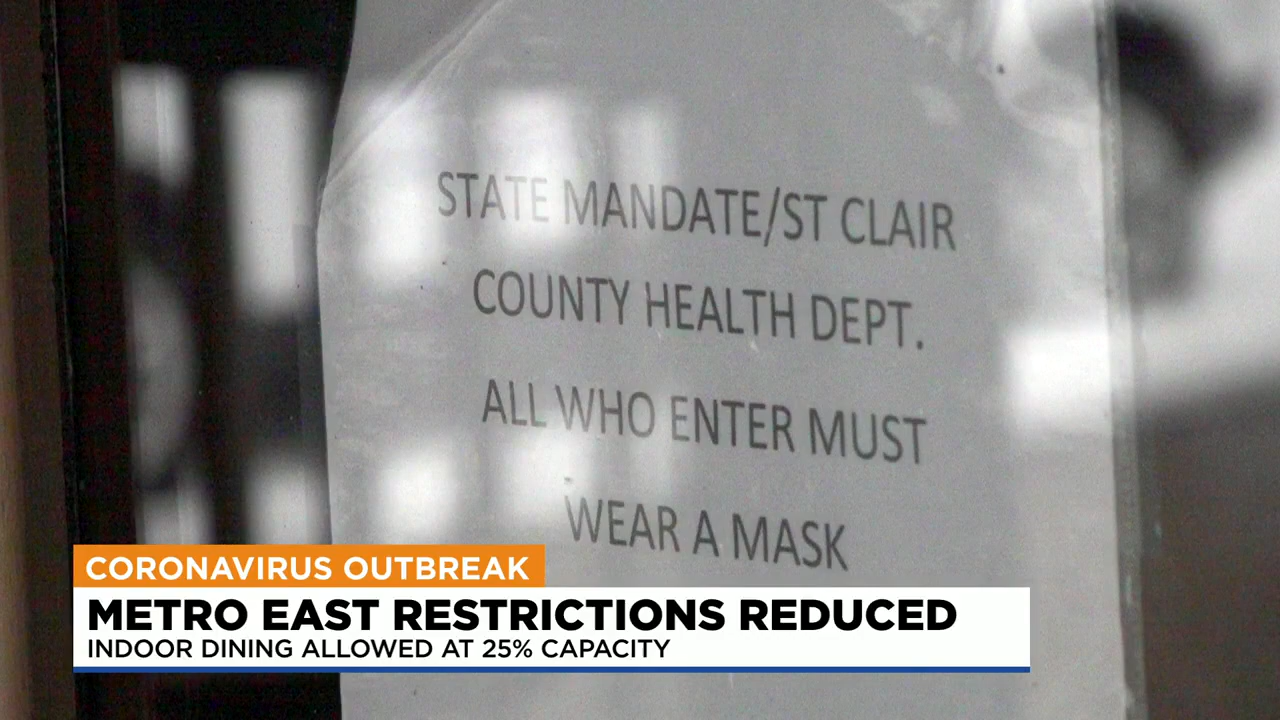 STATE MANDATE/ST CLAIR
COUNTY HEALTH DEPT.
ALL WHO ENTER MUST
WEAR A MASK
CORONAVIRUS OUTBREAK
METRO EAST RESTRICTIONS REDUCED
INDOOR DINING ALLOWED AT 25% CAPACITY